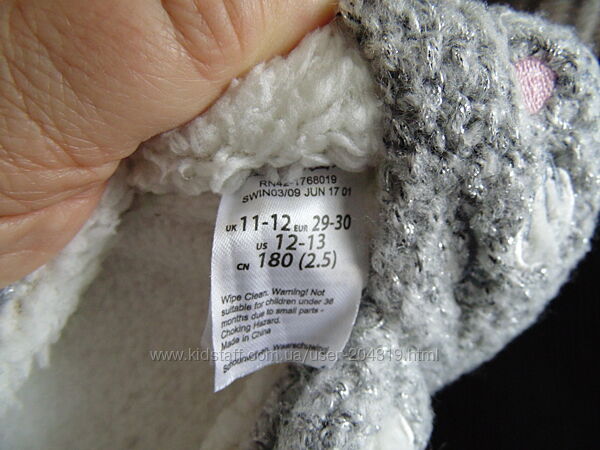 RN42-1768019
SWIN03/09 JUN 17 01
UK 11-12 EUR 29-30
US 12-13
CN 180 (2.5)
Wipe Clean. Warning! Not
suitable for children under 36
months due to small parts -
Choking Hazard.
Made in China
www.kidstaff.com.ua/user-204319.html
Schoonwrijven. Waarschuwing!